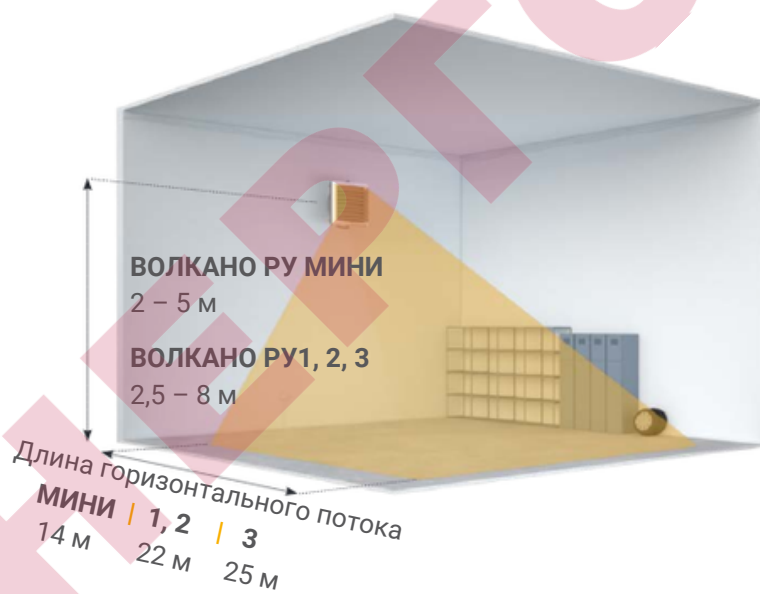 ВОЛКАНО РУ МИНИ
2 – 5 м
ВОЛКАНО РУ1, 2, 3
2,5 – 8 м
Длина горизонтального потока
МИНИ | 1, 2 | 3
14 м 22 м 25 м